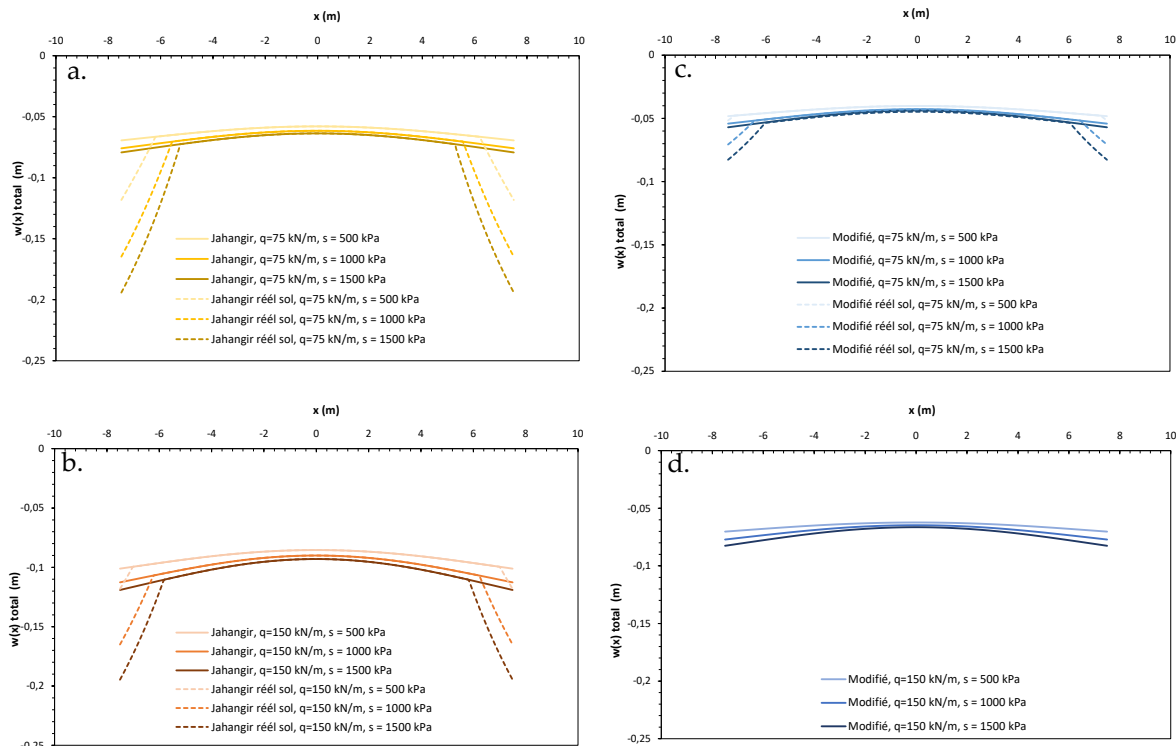 x (m)
-10 -8 -6 -4 -2 0 2 4 6 8 10
a.
0
-0,05
-0,1
-0,15
-0,2
-0,25
w(x) total (m)
Jahangir, q=75 kN/m, s = 500 kPa
Jahangir, q=75 kN/m, s = 1000 kPa
Jahangir, q=75 kN/m, s = 1500 kPa
Jahangir réél sol, q=75 kN/m, s = 500 kPa
Jahangir réél sol, q=75 kN/m, s = 1000 kPa
Jahangir réél sol, q=75 kN/m, s = 1500 kPa
x (m)
-10 -8 -6 -4 -2 0 2 4 6 8 10
c.
0
-0,05
-0,1
-0,15
-0,2
-0,25
w(x) total (m)
Modifié, q=75 kN/m, s = 500 kPa
Modifié, q=75 kN/m, s = 1000 kPa
Modifié, q=75 kN/m, s = 1500 kPa
Modifié réél sol, q=75 kN/m, s = 500 kPa
Modifié réél sol, q=75 kN/m, s = 1000 kPa
Modifié réél sol, q=75 kN/m, s = 1500 kPa
x (m)
-10 -8 -6 -4 -2 0 2 4 6 8 10
b.
0
-0,05
-0,1
-0,15
-0,2
-0,25
w(x) total (m)
Jahangir, q=150 kN/m, s = 500 kPa
Jahangir, q=150 kN/m, s = 1000 kPa
Jahangir, q=150 kN/m, s = 1500 kPa
Jahangir réél sol, q=150 kN/m, s = 500 kPa
Jahangir réél sol, q=150 kN/m, s = 1000 kPa
Jahangir réél sol, q=150 kN/m, s = 1500 kPa
x (m)
-10 -8 -6 -4 -2 0 2 4 6 8 10
d.
0
-0,05
-0,1
-0,15
-0,2
-0,25
w(x) total (m)
Modifié, q=150 kN/m, s = 500 kPa
Modifié, q=150 kN/m, s = 1000 kPa
Modifié, q=150 kN/m, s = 1500 kPa